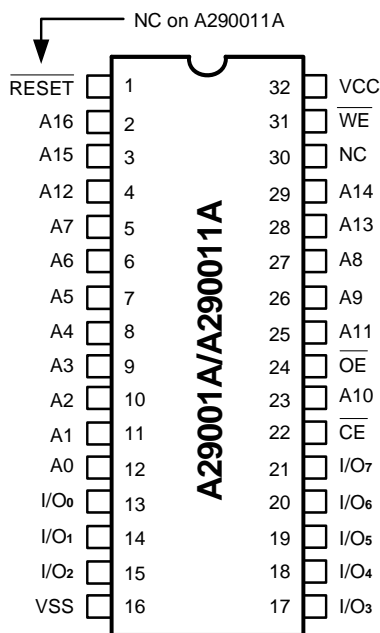 NC on A290011A
RESET 1 32 VCC
A16 2 31 WE
A15 3 30 NC
A12 4 29 A14
A7 5 28 A13
A6 6 27 A8
A5 7 26 A9
A4 8 25 A11
A3 9 24 OE
A2 10 23 A10
A1 11 22 CE
A0 12 21 I/O7
I/O0 13 20 I/O6
I/O1 14 19 I/O5
I/O2 15 18 I/O4
VSS 16 17 I/O3
A29001A/A290011A